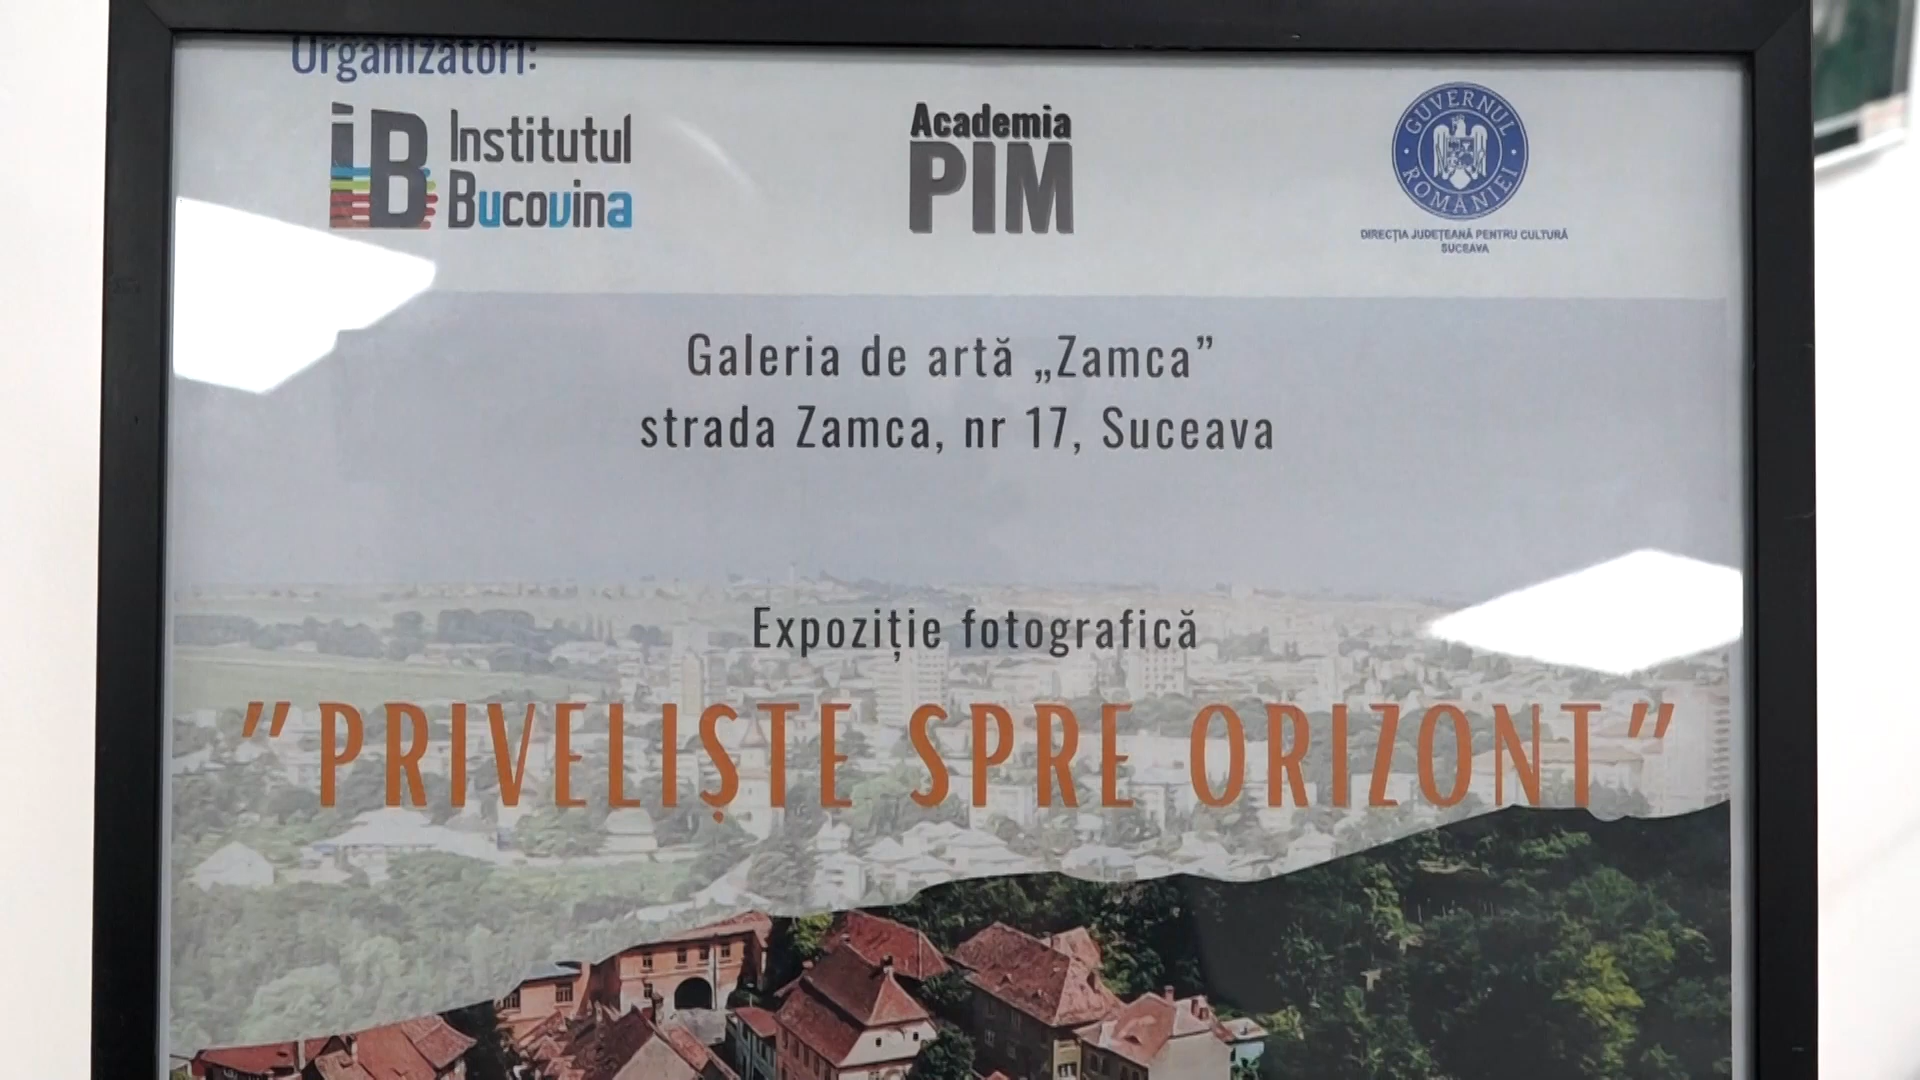 Organizatori:
iB Institutul
Bucovina
Academia
PIM
GUVERNUL
ROMÂNIEI
DIRECȚIA JUDEȚEANĂ PENTRU CULTURĂ
SUCEAVA
Galeria de artă „Zamca”
strada Zamca, nr 17, Suceava
Expoziție fotografică
"PRIVELIȘTE SPRE ORIZONT"